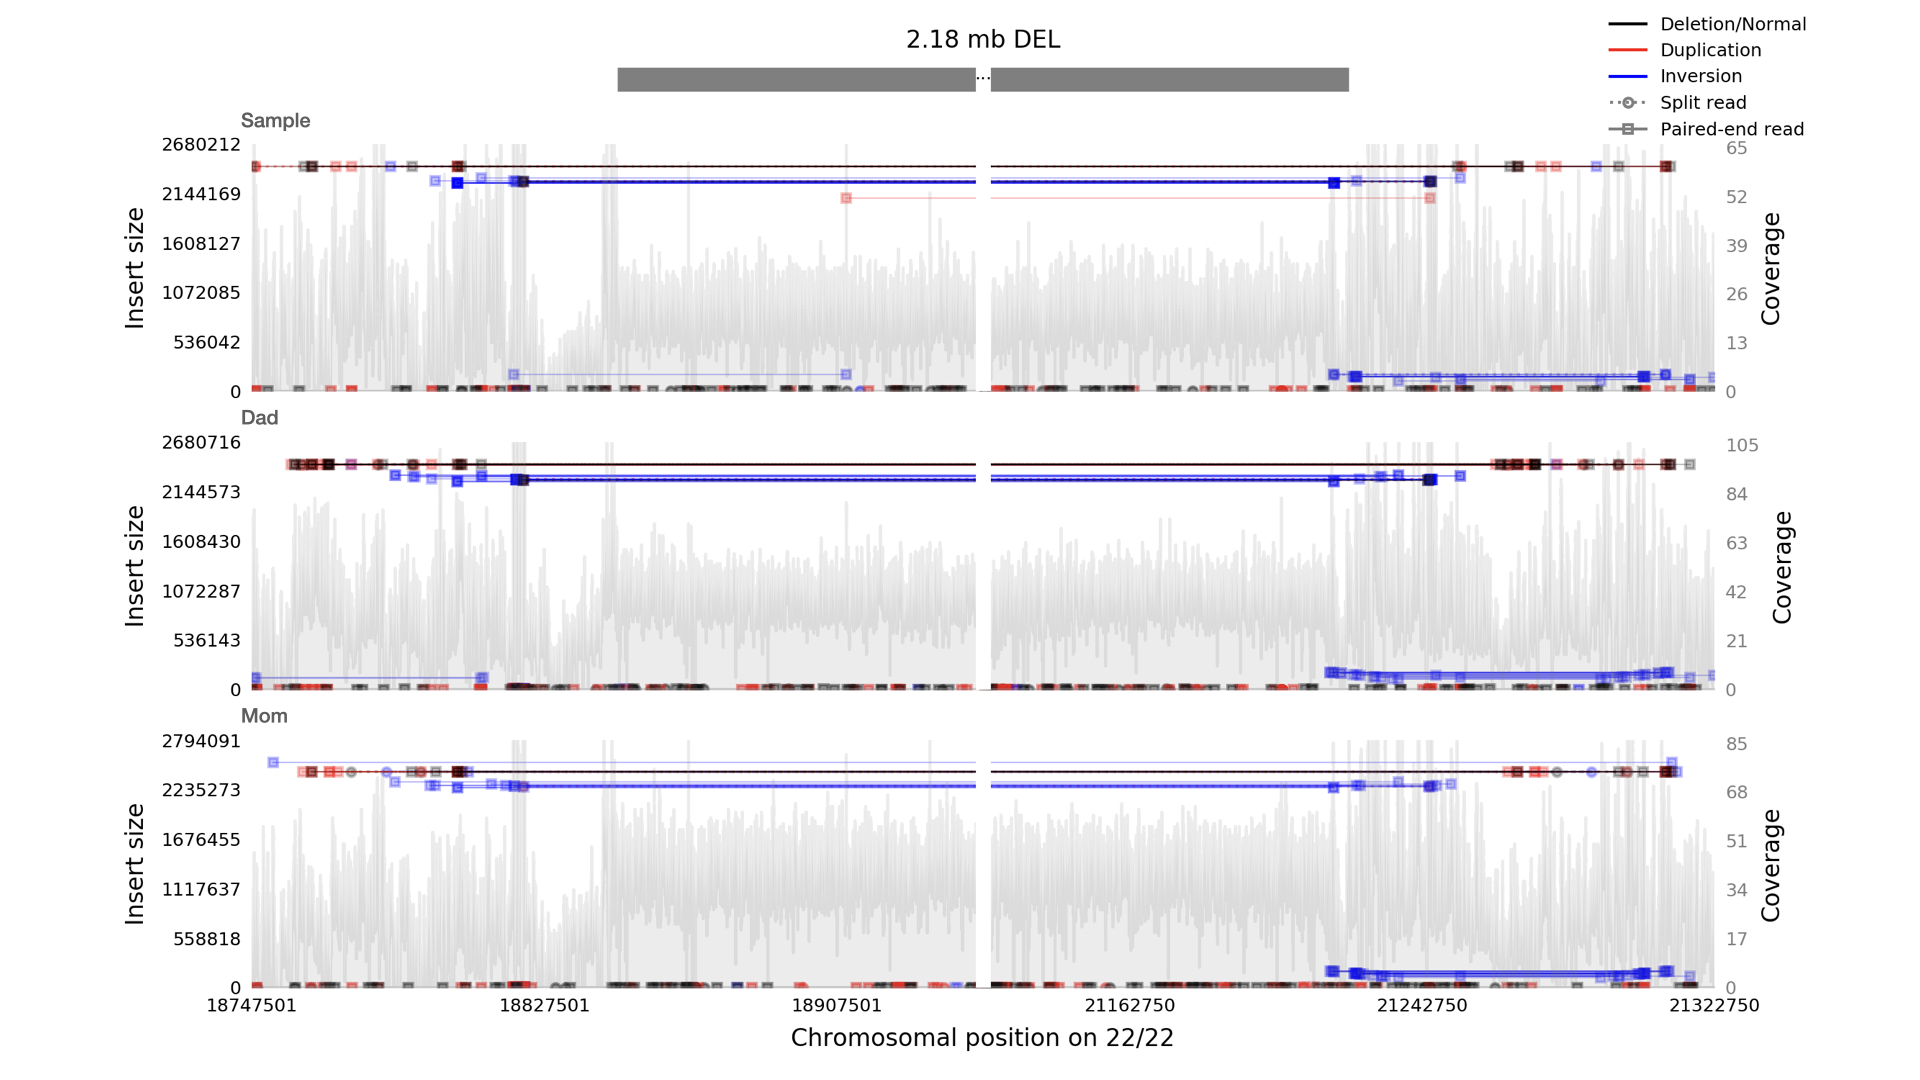 2.18 mb DEL
...
Deletion/Normal
Duplication
Inversion
Split read
Paired-end read
Sample
2680212
2144169
1608127
1072085
536042
0
Insert size
65
52
39
26
13
0
Coverage
Dad
2680716
2144573
1608430
1072287
536143
0
Insert size
105
84
63
42
21
0
Coverage
Mom
2794091
2235273
1676455
1117637
558818
0
Insert size
85
68
51
34
17
0
Coverage
18747501 18827501 18907501 21162750 21242750 21322750
Chromosomal position on 22/22